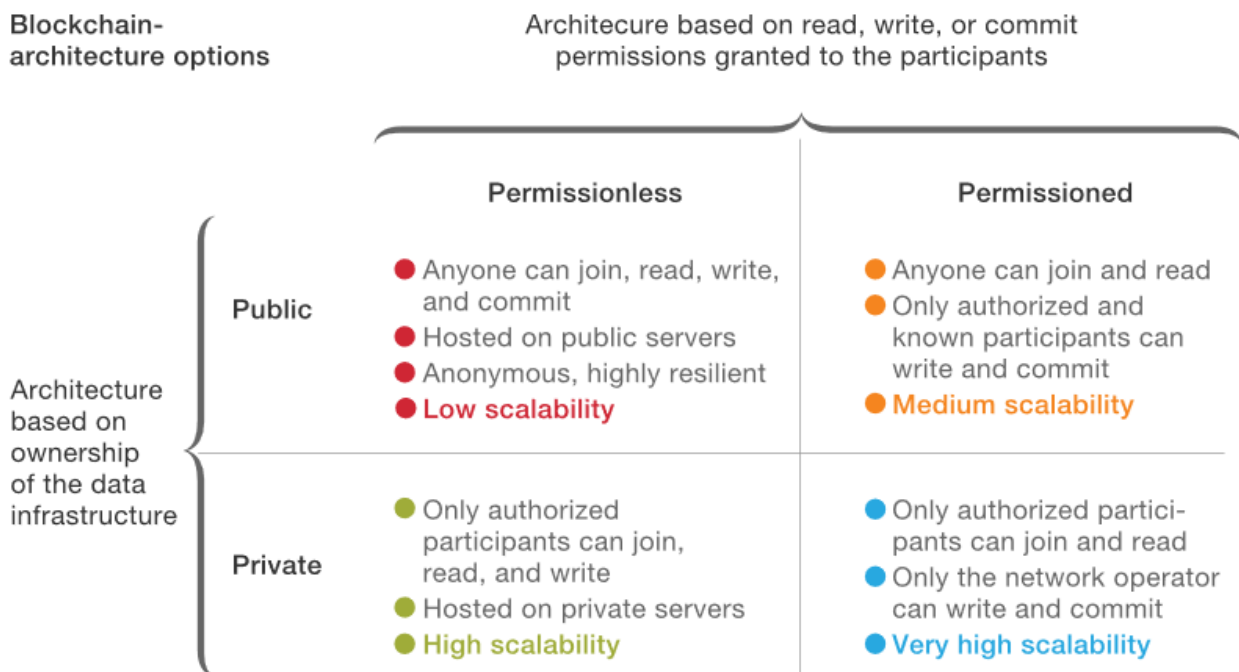 Blockchain-
architecture options
Architecure based on read, write, or commit
permissions granted to the participants
Permissionless
Permissioned
Architecture
based on
ownership
of the data
infrastructure
Public
Anyone can join, read, write,
and commit
Hosted on public servers
Anonymous, highly resilient
Low scalability
Anyone can join and read
Only authorized and
known participants can
write and commit
Medium scalability
Private
Only authorized
participants can join,
read, and write
Hosted on private servers
High scalability
Only authorized partici-
pants can join and read
Only the network operator
can write and commit
Very high scalability